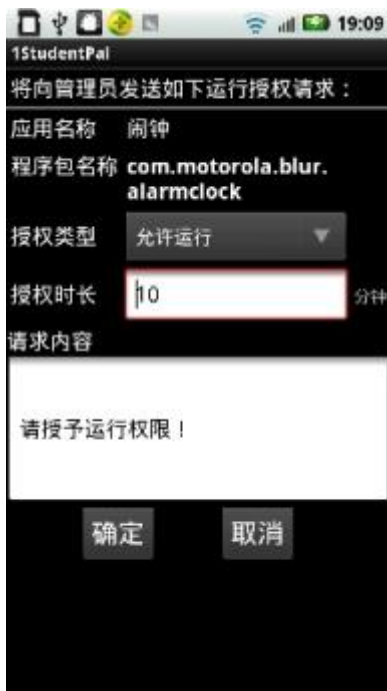 19:09
1StudentPal
将向管理员发送如下运行授权请求：
应用名称 闹钟
程序包名称 com.motorola.blur.
alarmclock
授权类型 允许运行
授权时长 10 分钟
请求内容
请授予运行权限！
确定 取消